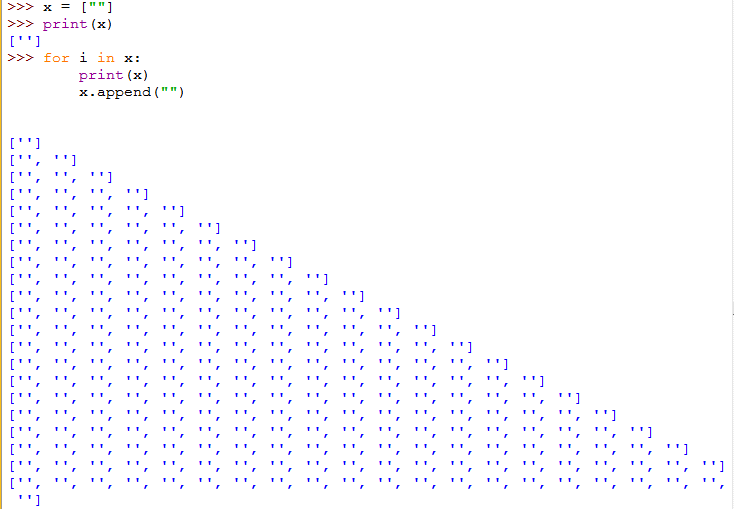 >>> x = [""]
>>> print(x)
['']
>>> for i in x:
        print(x)
        x.append("")
['']
['', '']
['', '', '']
['', '', '', '']
['', '', '', '', '']
['', '', '', '', '', '']
['', '', '', '', '', '', '']
['', '', '', '', '', '', '', '']
['', '', '', '', '', '', '', '', '']
['', '', '', '', '', '', '', '', '', '']
['', '', '', '', '', '', '', '', '', '', '']
['', '', '', '', '', '', '', '', '', '', '', '']
['', '', '', '', '', '', '', '', '', '', '', '', '']
['', '', '', '', '', '', '', '', '', '', '', '', '', '']
['', '', '', '', '', '', '', '', '', '', '', '', '', '', '']
['', '', '', '', '', '', '', '', '', '', '', '', '', '', '', '']
['', '', '', '', '', '', '', '', '', '', '', '', '', '', '', '', '']
['', '', '', '', '', '', '', '', '', '', '', '', '', '', '', '', '', '']
['', '', '', '', '', '', '', '', '', '', '', '', '', '', '', '', '', '', '']
['', '', '', '', '', '', '', '', '', '', '', '', '', '', '', '', '', '', '', '']
['', '', '', '', '', '', '', '', '', '', '', '', '', '', '', '', '', '', '', '',
 '']